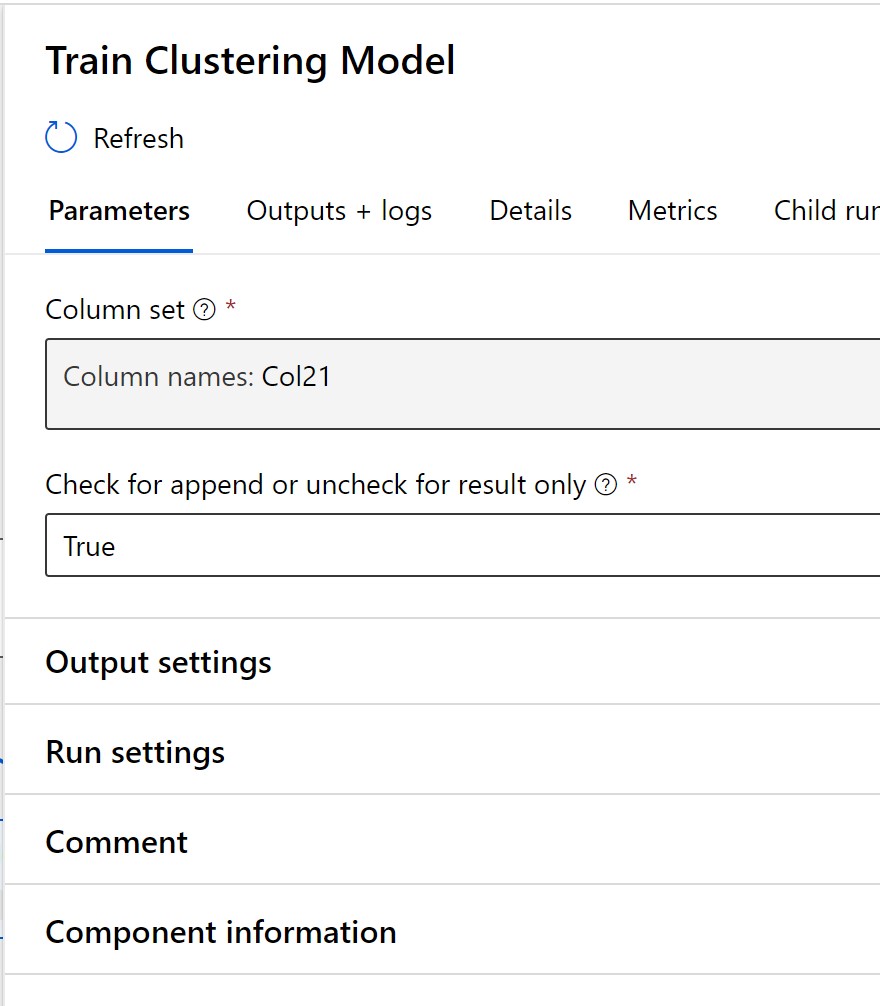 Train Clustering Model
Refresh
Parameters Outputs + logs Details Metrics Child
Column set ? *
Column names: Col21
Check for append or uncheck for result only ? *
True
Output settings
Run settings
Comment
Component information